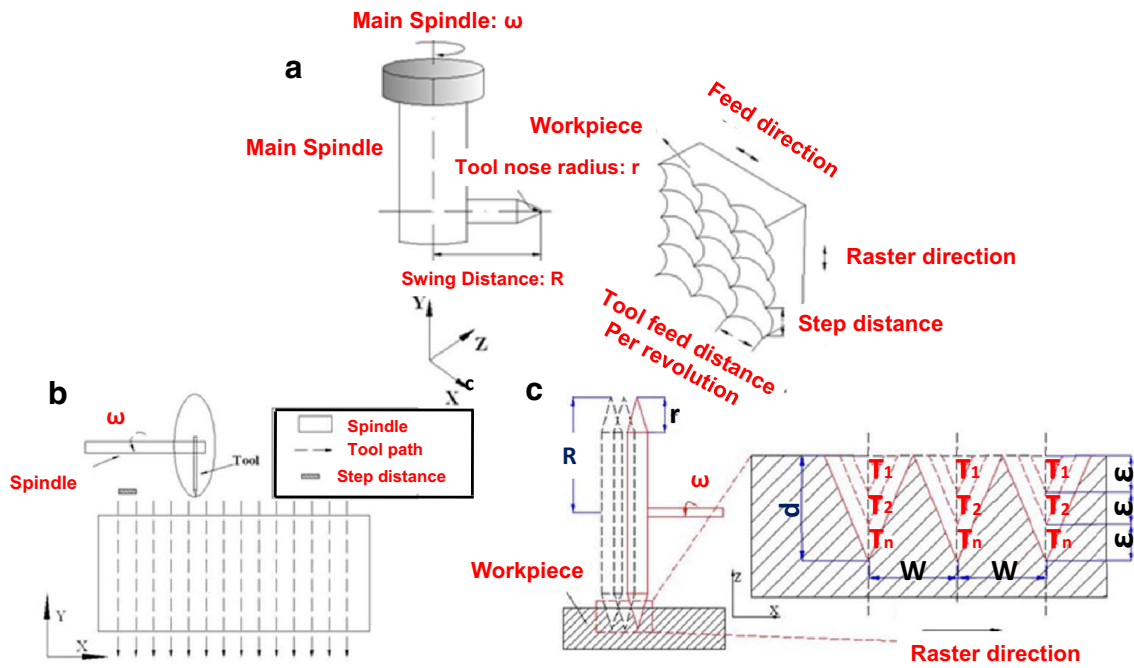 Main Spindle: ω
a
Main Spindle
Workpiece
Tool nose radius: r
Feed direction
Raster direction
Swing Distance: R
Step distance
Tool feed distance
Per revolution
Y
Z
X
c
b
ω
Tool
Spindle
Spindle
Tool path
Step distance
Y
X
c
R
r
ω
Workpiece
Z
X
d
T1 T1 T1
T2 T2 T2
Tn Tn Tn
ω
ω
ω
W W
Raster direction